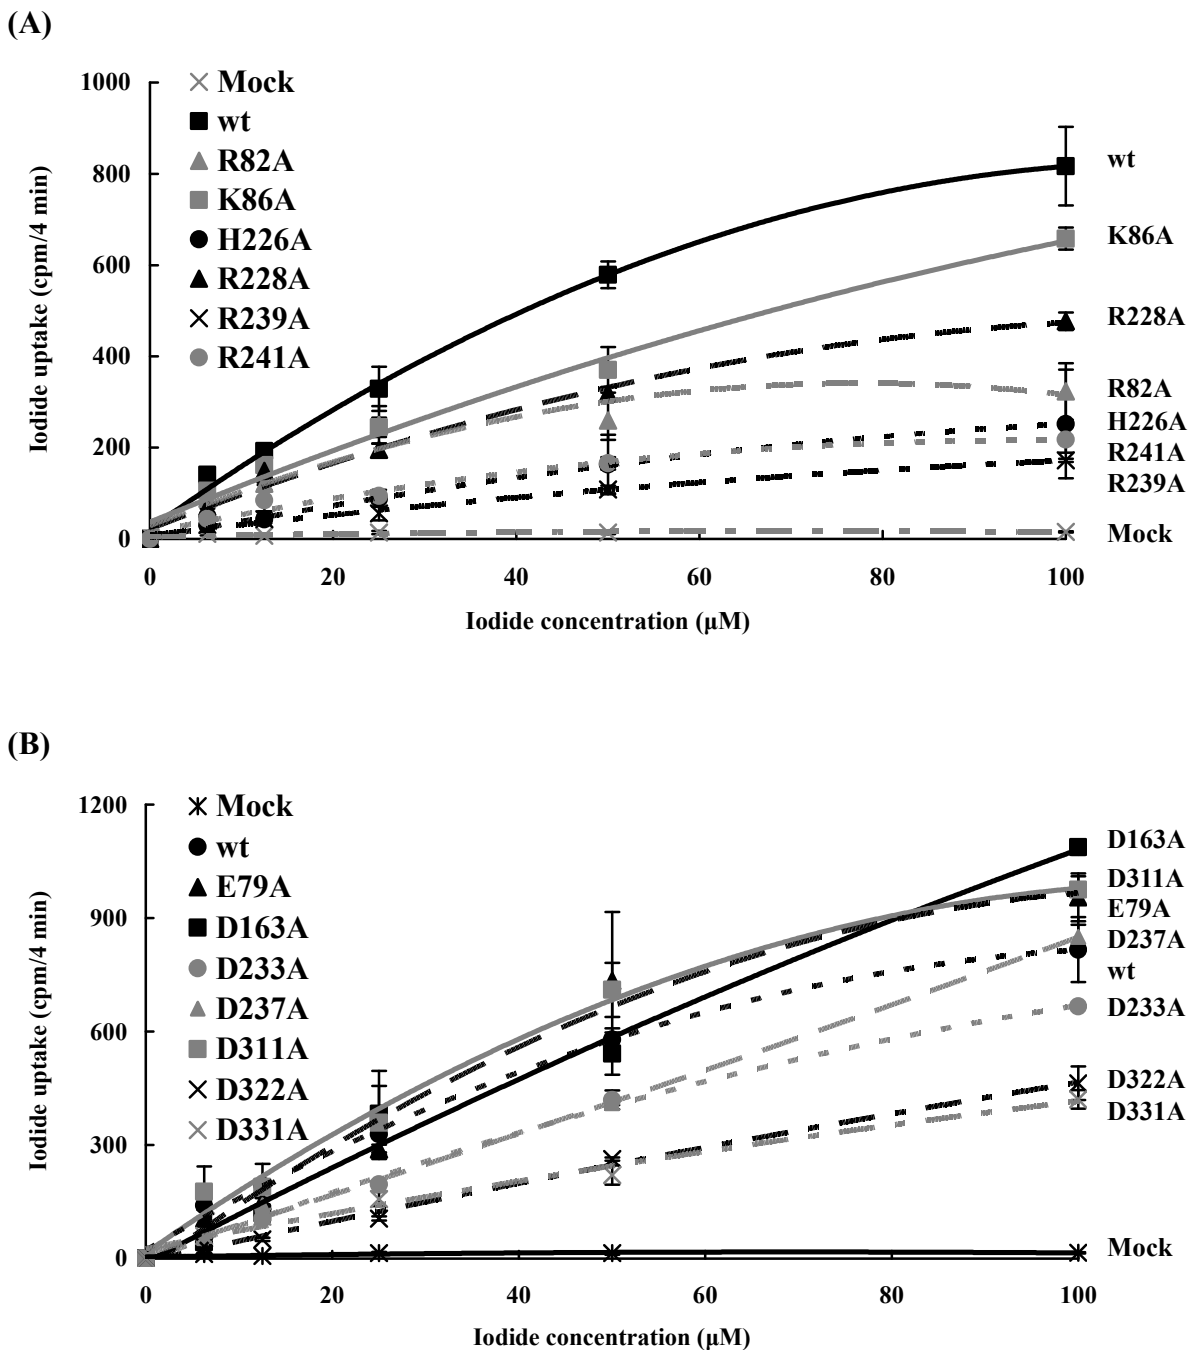 (A)
1000
800
600
400
200
0
Iodide uptake (cpm/4 min)
Mock
wt
R82A
K86A
H226A
R228A
R239A
R241A
wt
K86A
R228A
R82A
H226A
R241A
R239A
Mock
0 20 40 60 80 100
Iodide concentration (μM)
(B)
1200
900
600
300
0
Iodide uptake (cpm/4 min)
Mock
wt
E79A
D163A
D233A
D237A
D311A
D322A
D331A
D163A
D311A
E79A
D237A
wt
D233A
D322A
D331A
Mock
0 20 40 60 80 100
Iodide concentration (μM)